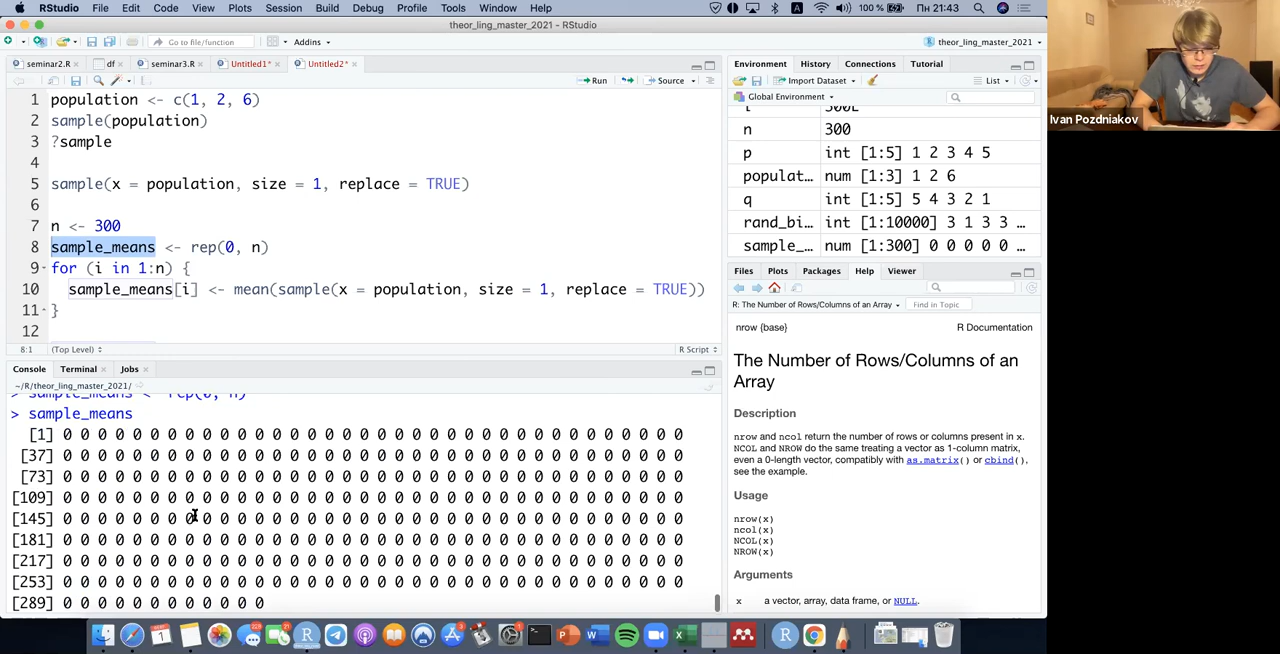 RStudio File Edit Code View Plots Session Build Debug Profile Tools Window Help 100 % Пн 21:43
theor_ling_master_2021 - RStudio
Go to file/function Addins theor_ling_master_2021
seminar2.R df seminar3.R Untitled1* Untitled2*
Run Source
1 population <- c(1, 2, 6)
2 sample(population)
3 ?sample
4
5 sample(x = population, size = 1, replace = TRUE)
6
7 n <- 300
8 sample_means <- rep(0, n)
9 for (i in 1:n) {
10 sample_means[i] <- mean(sample(x = population, size = 1, replace = TRUE))
11 }
12
8:1 (Top Level) R Script
Console Terminal Jobs
~/R/theor_ling_master_2021/
> sample_means <- rep(0, n)
> sample_means
[1] 0 0 0 0 0 0 0 0 0 0 0 0 0 0 0 0 0 0 0 0 0 0 0 0 0 0 0 0 0 0 0 0 0 0 0 0
[37] 0 0 0 0 0 0 0 0 0 0 0 0 0 0 0 0 0 0 0 0 0 0 0 0 0 0 0 0 0 0 0 0 0 0 0 0
[73] 0 0 0 0 0 0 0 0 0 0 0 0 0 0 0 0 0 0 0 0 0 0 0 0 0 0 0 0 0 0 0 0 0 0 0 0
[109] 0 0 0 0 0 0 0 0 0 0 0 0 0 0 0 0 0 0 0 0 0 0 0 0 0 0 0 0 0 0 0 0 0 0 0 0
[145] 0 0 0 0 0 0 0 0 0 0 0 0 0 0 0 0 0 0 0 0 0 0 0 0 0 0 0 0 0 0 0 0 0 0 0 0
[181] 0 0 0 0 0 0 0 0 0 0 0 0 0 0 0 0 0 0 0 0 0 0 0 0 0 0 0 0 0 0 0 0 0 0 0 0
[217] 0 0 0 0 0 0 0 0 0 0 0 0 0 0 0 0 0 0 0 0 0 0 0 0 0 0 0 0 0 0 0 0 0 0 0 0
[253] 0 0 0 0 0 0 0 0 0 0 0 0 0 0 0 0 0 0 0 0 0 0 0 0 0 0 0 0 0 0 0 0 0 0 0 0
[289] 0 0 0 0 0 0 0 0 0 0 0 0
Environment History Connections Tutorial
Import Dataset List
Global Environment
n 300
p int [1:5] 1 2 3 4 5
populat… num [1:3] 1 2 6
q int [1:5] 5 4 3 2 1
rand_bi… int [1:10000] 3 1 3 3 …
sample_… num [1:300] 0 0 0 0 0 …
Files Plots Packages Help Viewer
R: The Number of Rows/Columns of an Array Find in Topic
nrow {base} R Documentation
The Number of Rows/Columns of an
Array
Description
nrow and ncol return the number of rows or columns present in x.
NCOL and NROW do the same treating a vector as 1-column matrix,
even a 0-length vector, compatibly with as.matrix() or cbind(),
see the example.
Usage
nrow(x)
ncol(x)
NCOL(x)
NROW(x)
Arguments
x a vector, array, data frame, or NULL.
Ivan Pozdniakov